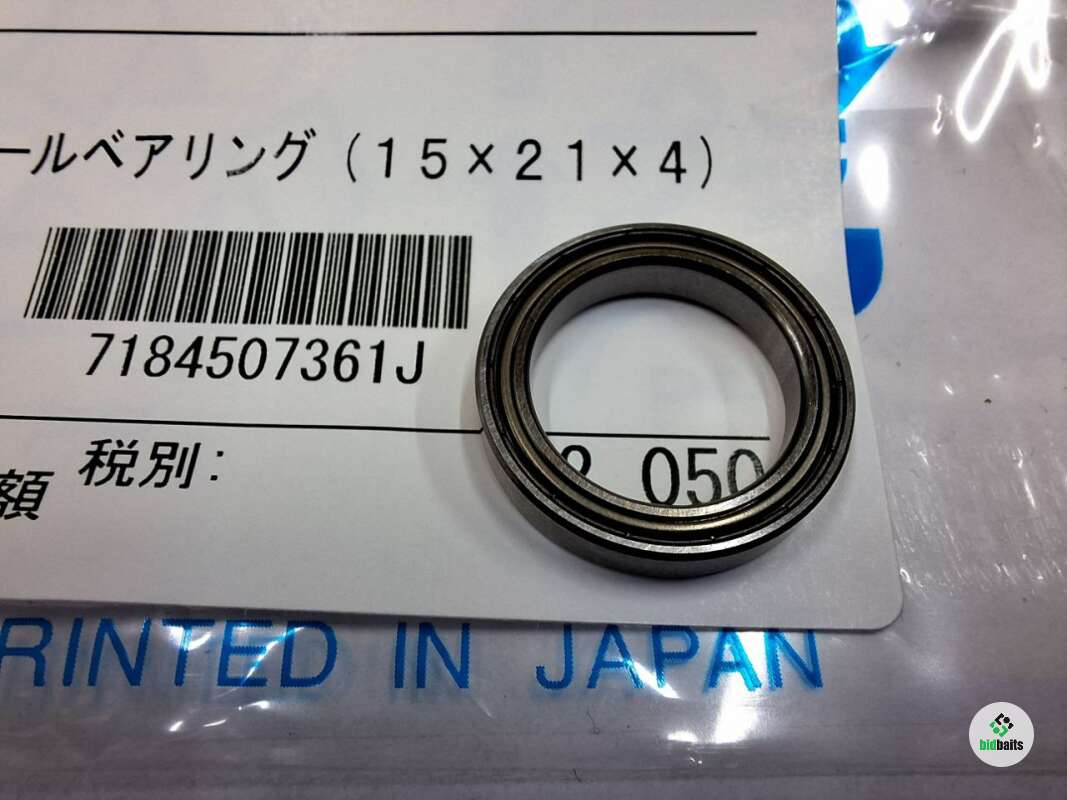 ールベアリング（15×21×4）
7184507361J
税別:
額
050
RINTED IN JAPAN
bidbaits